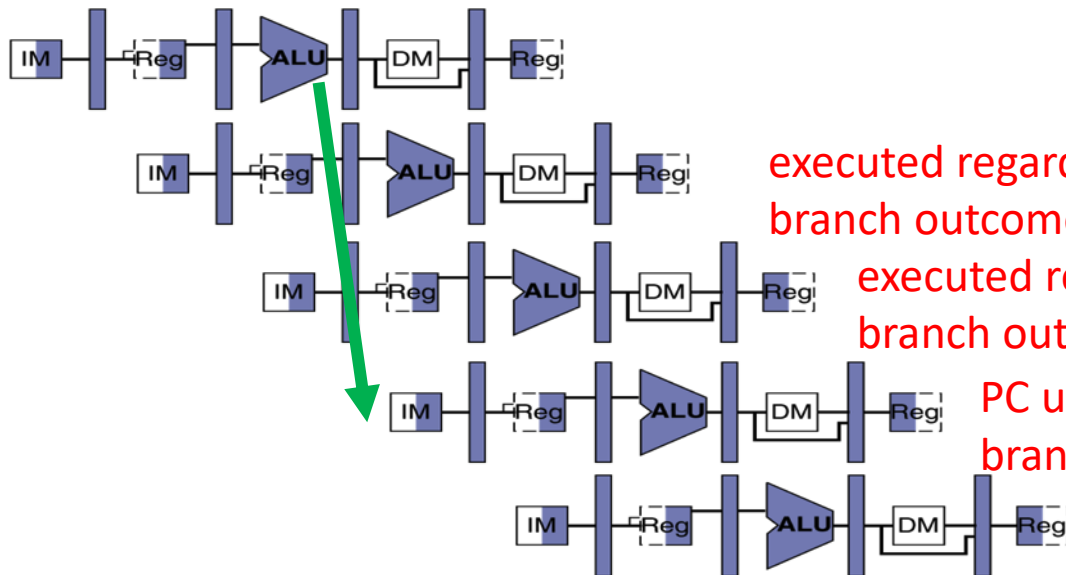 IM Reg ALU DM Reg
IM Reg ALU DM Reg
executed regard
branch outcom
IM Reg ALU DM Reg
executed re
branch out
IM Reg ALU DM Reg
PC u
bran
IM Reg ALU DM Reg